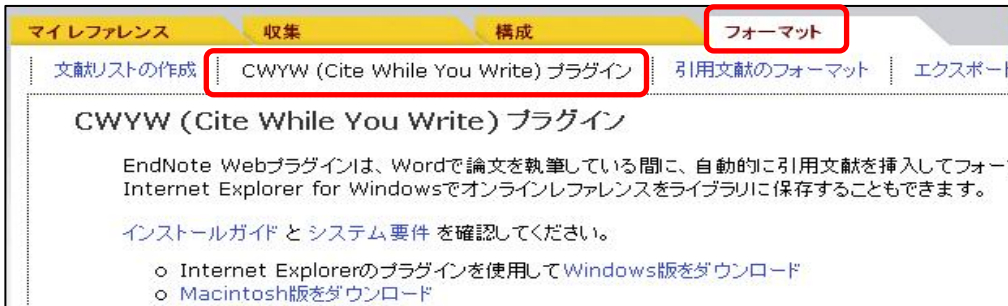 マイレファレンス 収集 構成 フォーマット
文献リストの作成 CWYW (Cite While You Write) プラグイン 引用文献のフォーマット エクスポート
CWYW (Cite While You Write) プラグイン
EndNote Webプラグインは、Wordで論文を執筆している間に、自動的に引用文献を挿入してフォー
Internet Explorer for Windowsでオンラインレファレンスをライブラリに保存することもできます。
インストールガイド と システム要件 を確認してください。
o Internet Explorerのプラグインを使用してWindows版をダウンロード
o Macintosh版をダウンロード